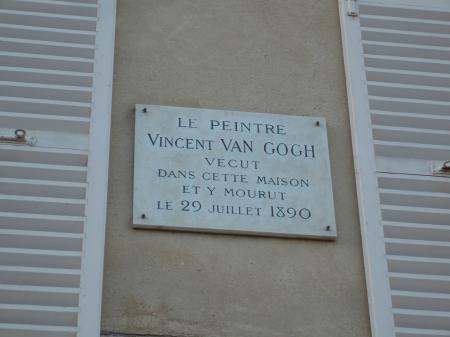 LE PEINTRE
VINCENT VAN GOGH
VECUT
DANS CETTE MAISON
ET Y MOURUT
LE 29 JUILLET 1890